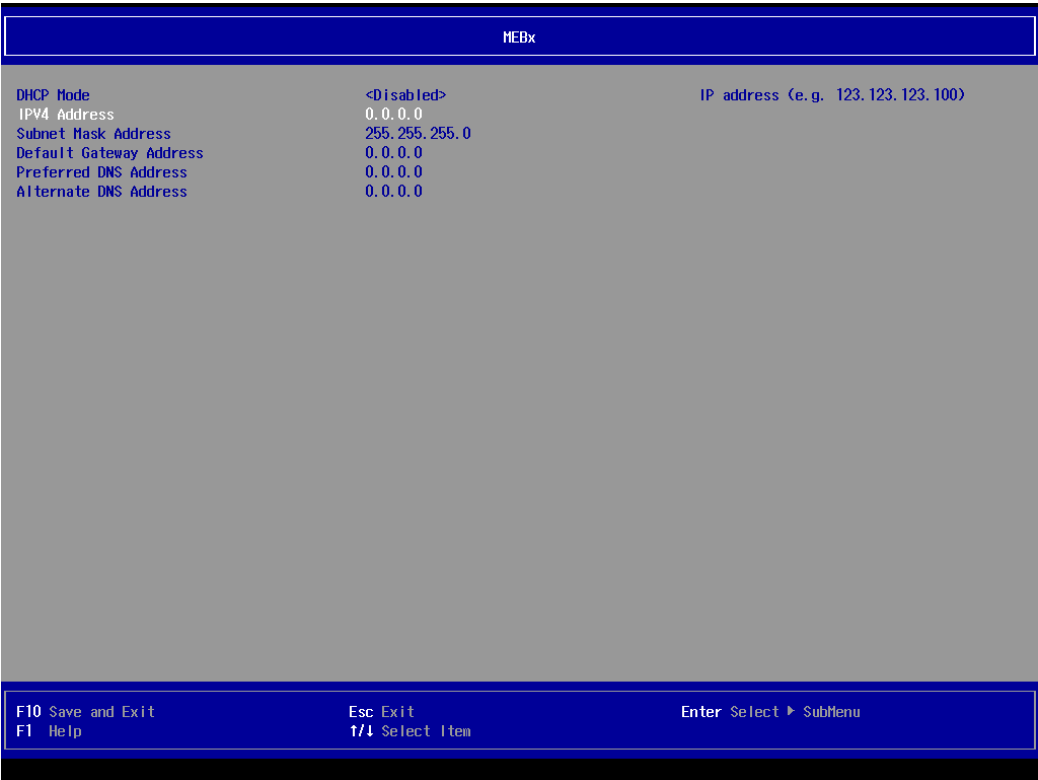 MEBx
DHCP Mode <Disabled> IP address (e.g. 123.123.123.100)
IPV4 Address 0.0.0.0
Subnet Mask Address 255.255.255.0
Default Gateway Address 0.0.0.0
Preferred DNS Address 0.0.0.0
Alternate DNS Address 0.0.0.0
F10 Save and Exit Esc Exit Enter Select ▶ SubMenu
F1 Help ↑/↓ Select Item